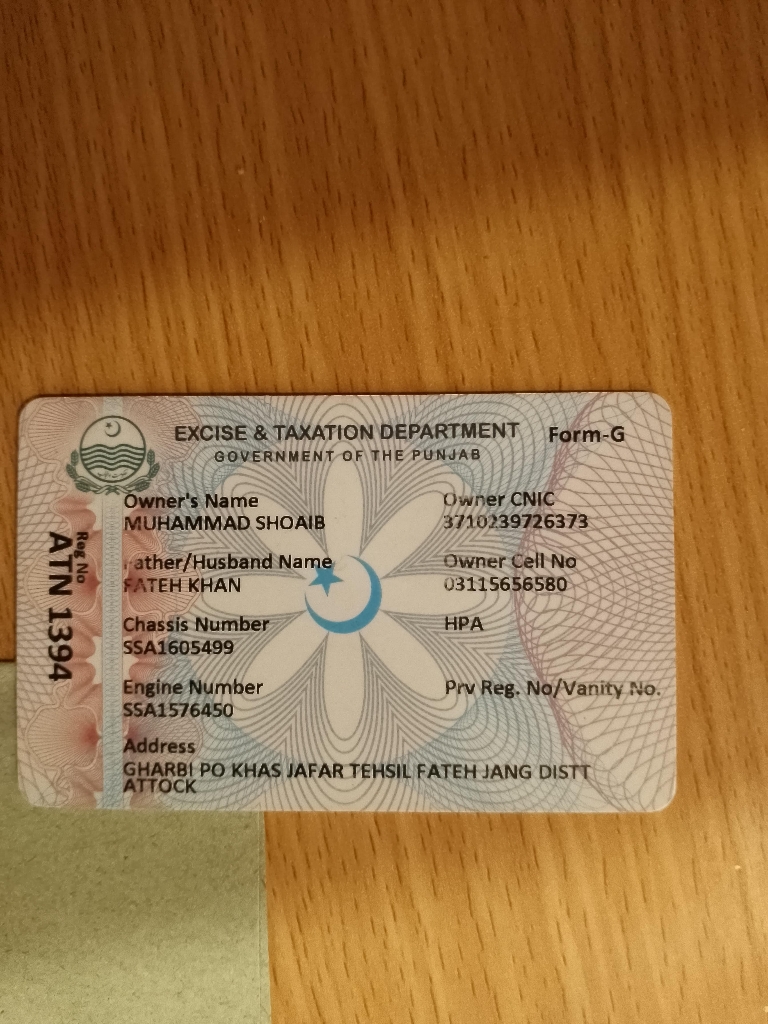 EXCISE & TAXATION DEPARTMENT Form-G
GOVERNMENT OF THE PUNJAB
Reg No
ATN 1394
Owner's Name
MUHAMMAD SHOAIB
Father/Husband Name
FATEH KHAN
Chassis Number
SSA1605499
Engine Number
SSA1576450
Address
GHARBI PO KHAS JAFAR TEHSIL FATEH JANG DISTT
ATTOCK
Owner CNIC
3710239726373
Owner Cell No
03115656580
HPA
Prv Reg. No/Vanity No.